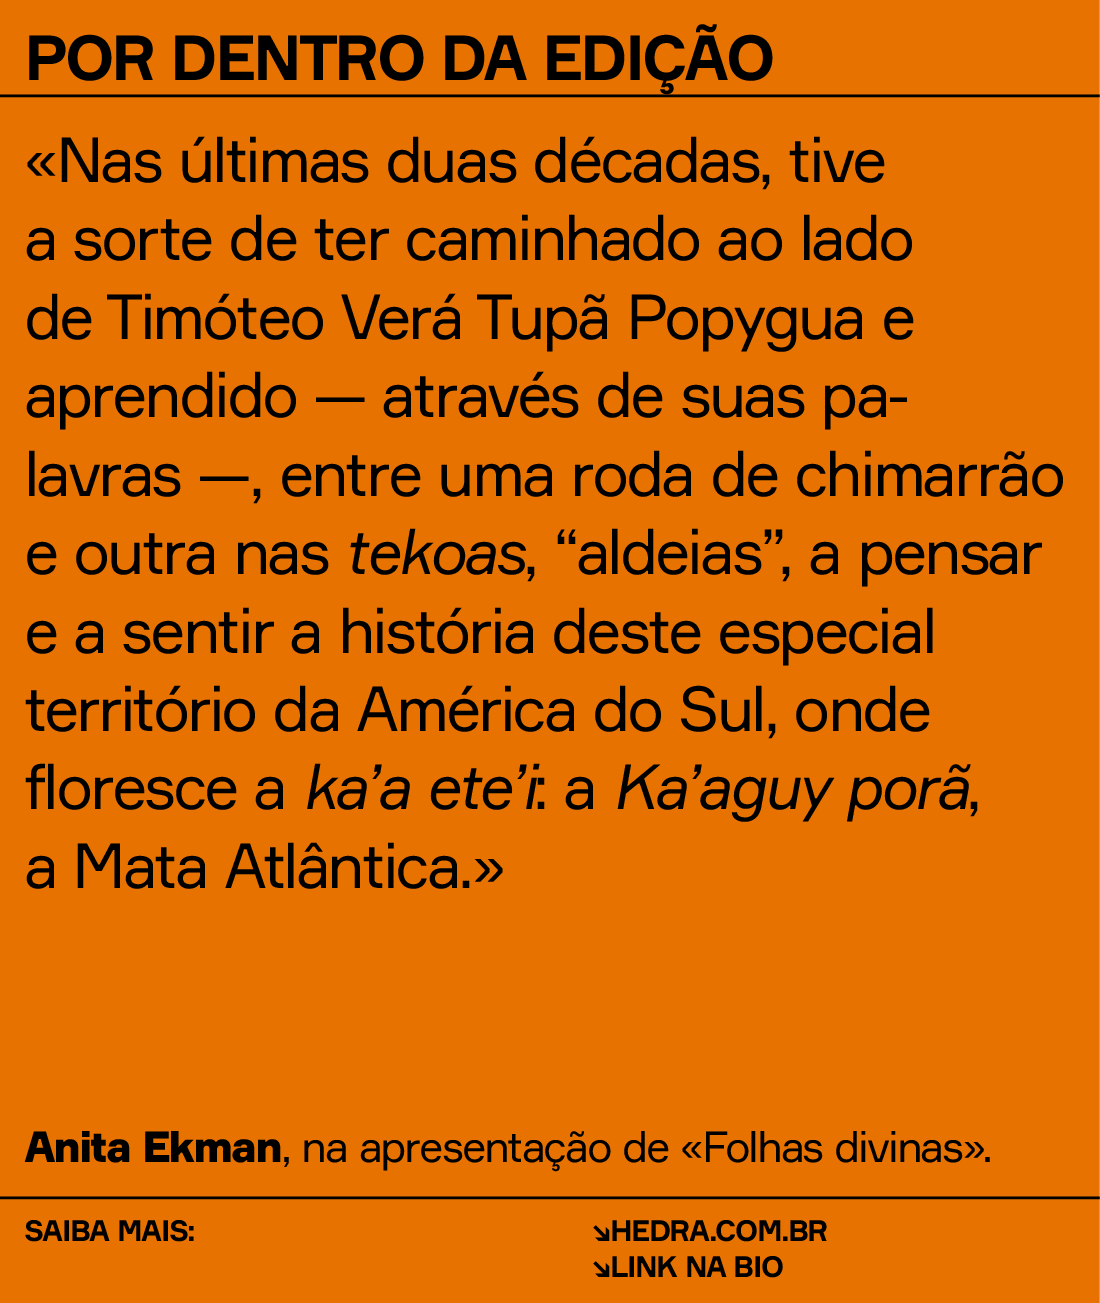 POR DENTRO DA EDIÇÃO
«Nas últimas duas décadas, tive
a sorte de ter caminhado ao lado
de Timóteo Verá Tupã Popygua e
aprendido — através de suas pa-
lavras —, entre uma roda de chimarrão
e outra nas tekoas, “aldeias”, a pensar
e a sentir a história deste especial
território da América do Sul, onde
floresce a ka’a ete’i: a Ka’aguy porã,
a Mata Atlântica.»
Anita Ekman, na apresentação de «Folhas divinas».
SAIBA MAIS:
↘HEDRA.COM.BR
↘LINK NA BIO